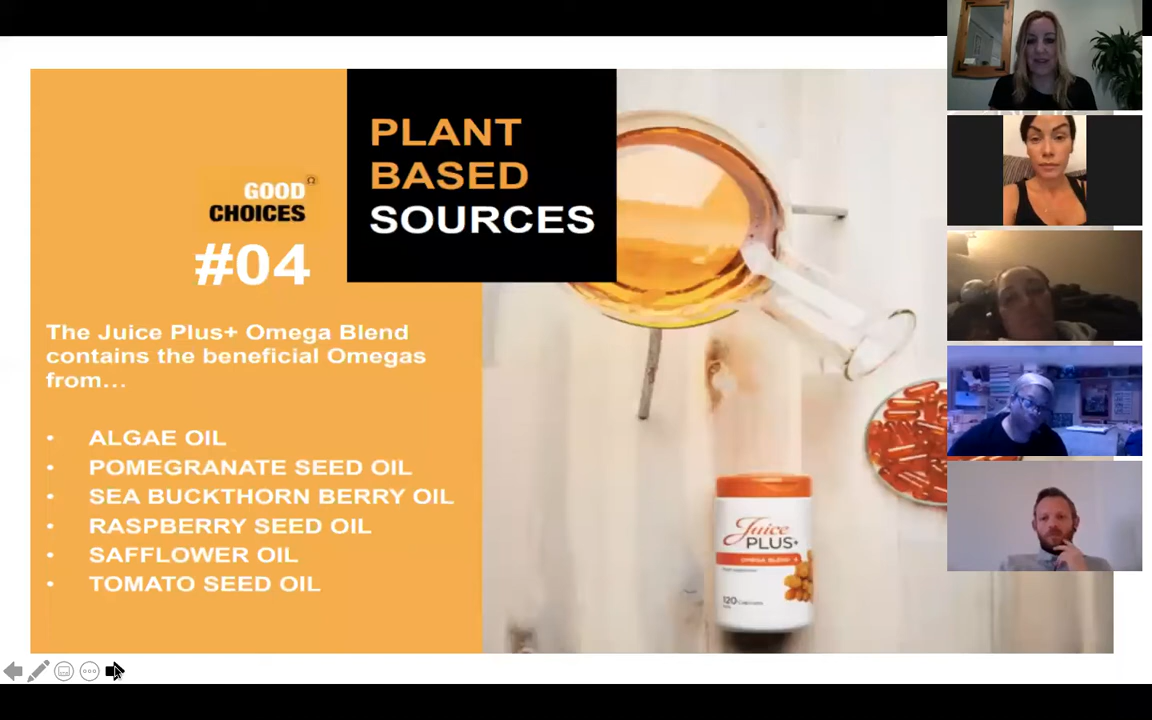 PLANT
BASED
SOURCES
GOOD
CHOICES
#04
The Juice Plus+ Omega Blend
contains the beneficial Omegas
from...
• ALGAE OIL
• POMEGRANATE SEED OIL
• SEA BUCKTHORN BERRY OIL
• RASPBERRY SEED OIL
• SAFFLOWER OIL
• TOMATO SEED OIL
Juice
PLUS+
OMEGA BLEND
120 Capsules